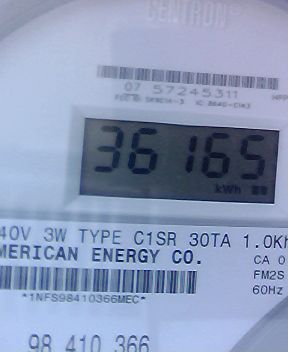 CENTRON®
07 57245311
36165
kWh
40V 3W TYPE C1SR 30TA 1.0Kh
MERICAN ENERGY CO.
CA 0
FM2S
60Hz
*1NFS98410366MEC*
98 410 366